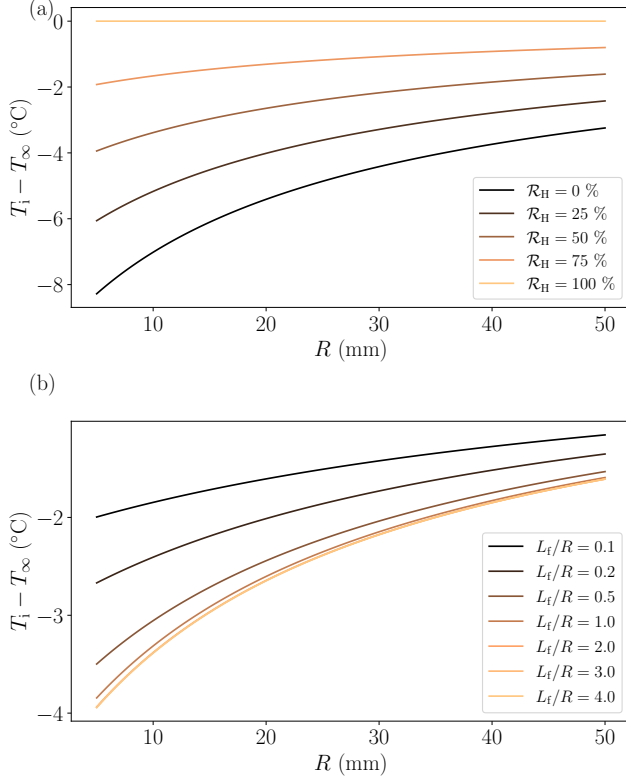 (a)
0
−2
−4
−6
−8
T_i − T_∞ (°C)
10 20 30 40 50
R (mm)
ℛ_H = 0 %
ℛ_H = 25 %
ℛ_H = 50 %
ℛ_H = 75 %
ℛ_H = 100 %
(b)
−2
−3
−4
T_i − T_∞ (°C)
10 20 30 40 50
R (mm)
L_f/R = 0.1
L_f/R = 0.2
L_f/R = 0.5
L_f/R = 1.0
L_f/R = 2.0
L_f/R = 3.0
L_f/R = 4.0